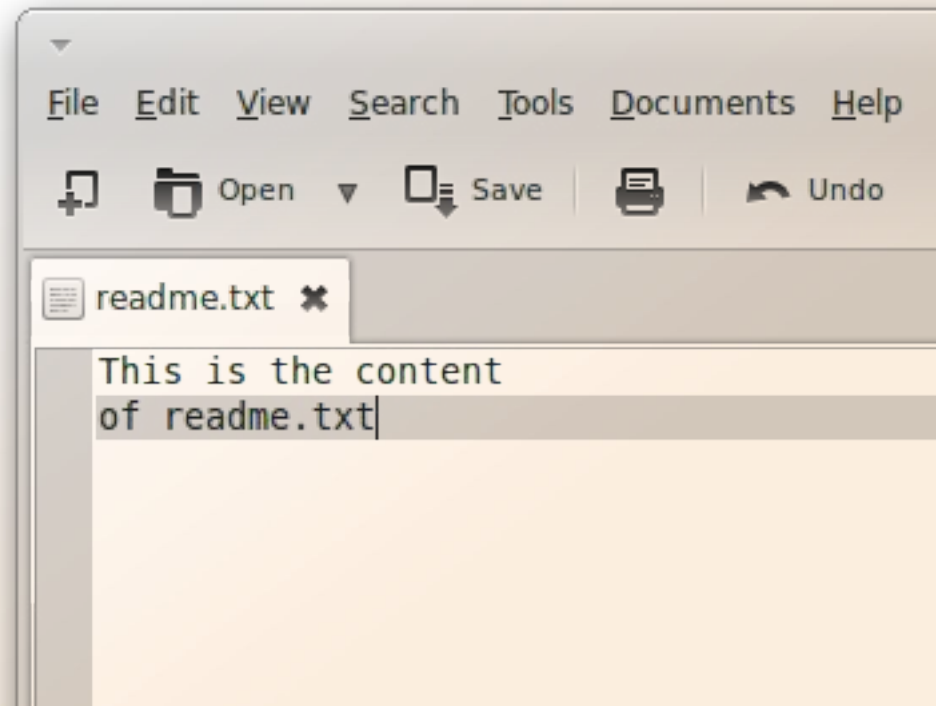 File Edit View Search Tools Documents Help
Open Save Undo
readme.txt
This is the content
of readme.txt